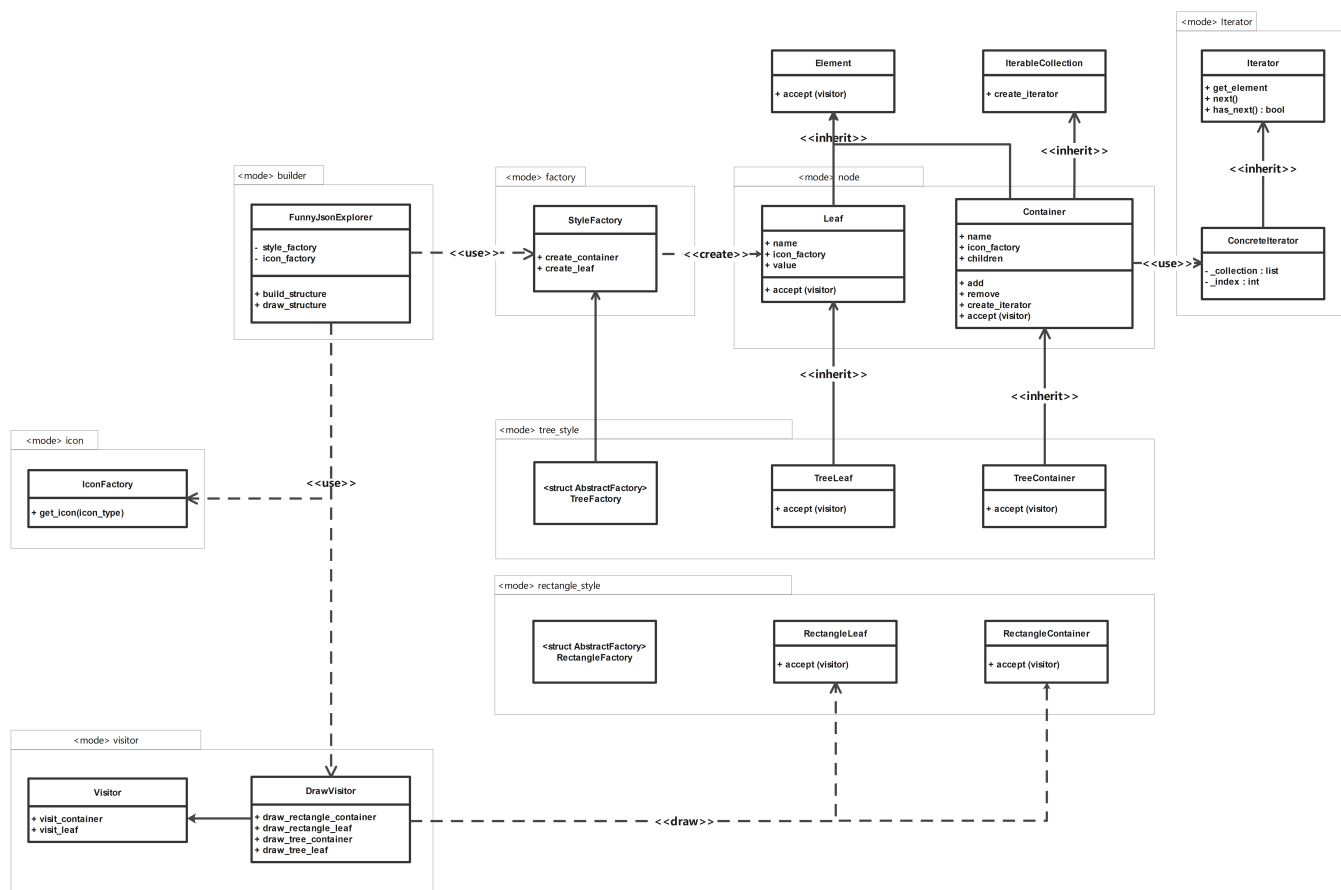 <mode> Iterator
Element
+ accept (visitor)
IterableCollection
+ create_iterator
Iterator
+ get_element
+ next()
+ has_next() : bool
<<inherit>>
<<inherit>>
<<inherit>>
<mode> builder
FunnyJsonExplorer
- style_factory
- icon_factory
+ build_structure
+ draw_structure
<<use>>
<mode> factory
StyleFactory
+ create_container
+ create_leaf
<<create>>
<mode> node
Leaf
+ name
+ icon_factory
+ value
+ accept (visitor)
Container
+ name
+ icon_factory
+ children
+ add
+ remove
+ create_iterator
+ accept (visitor)
<<use>>
ConcreteIterator
- _collection : list
- _index : int
<<inherit>>
<<inherit>>
<mode> icon
IconFactory
+ get_icon(icon_type)
<<use>>
<mode> tree_style
<struct AbstractFactory>
TreeFactory
TreeLeaf
+ accept (visitor)
TreeContainer
+ accept (visitor)
<mode> rectangle_style
<struct AbstractFactory>
RectangleFactory
RectangleLeaf
+ accept (visitor)
RectangleContainer
+ accept (visitor)
<mode> visitor
Visitor
+ visit_container
+ visit_leaf
DrawVisitor
+ draw_rectangle_container
+ draw_rectangle_leaf
+ draw_tree_container
+ draw_tree_leaf
<<draw>>